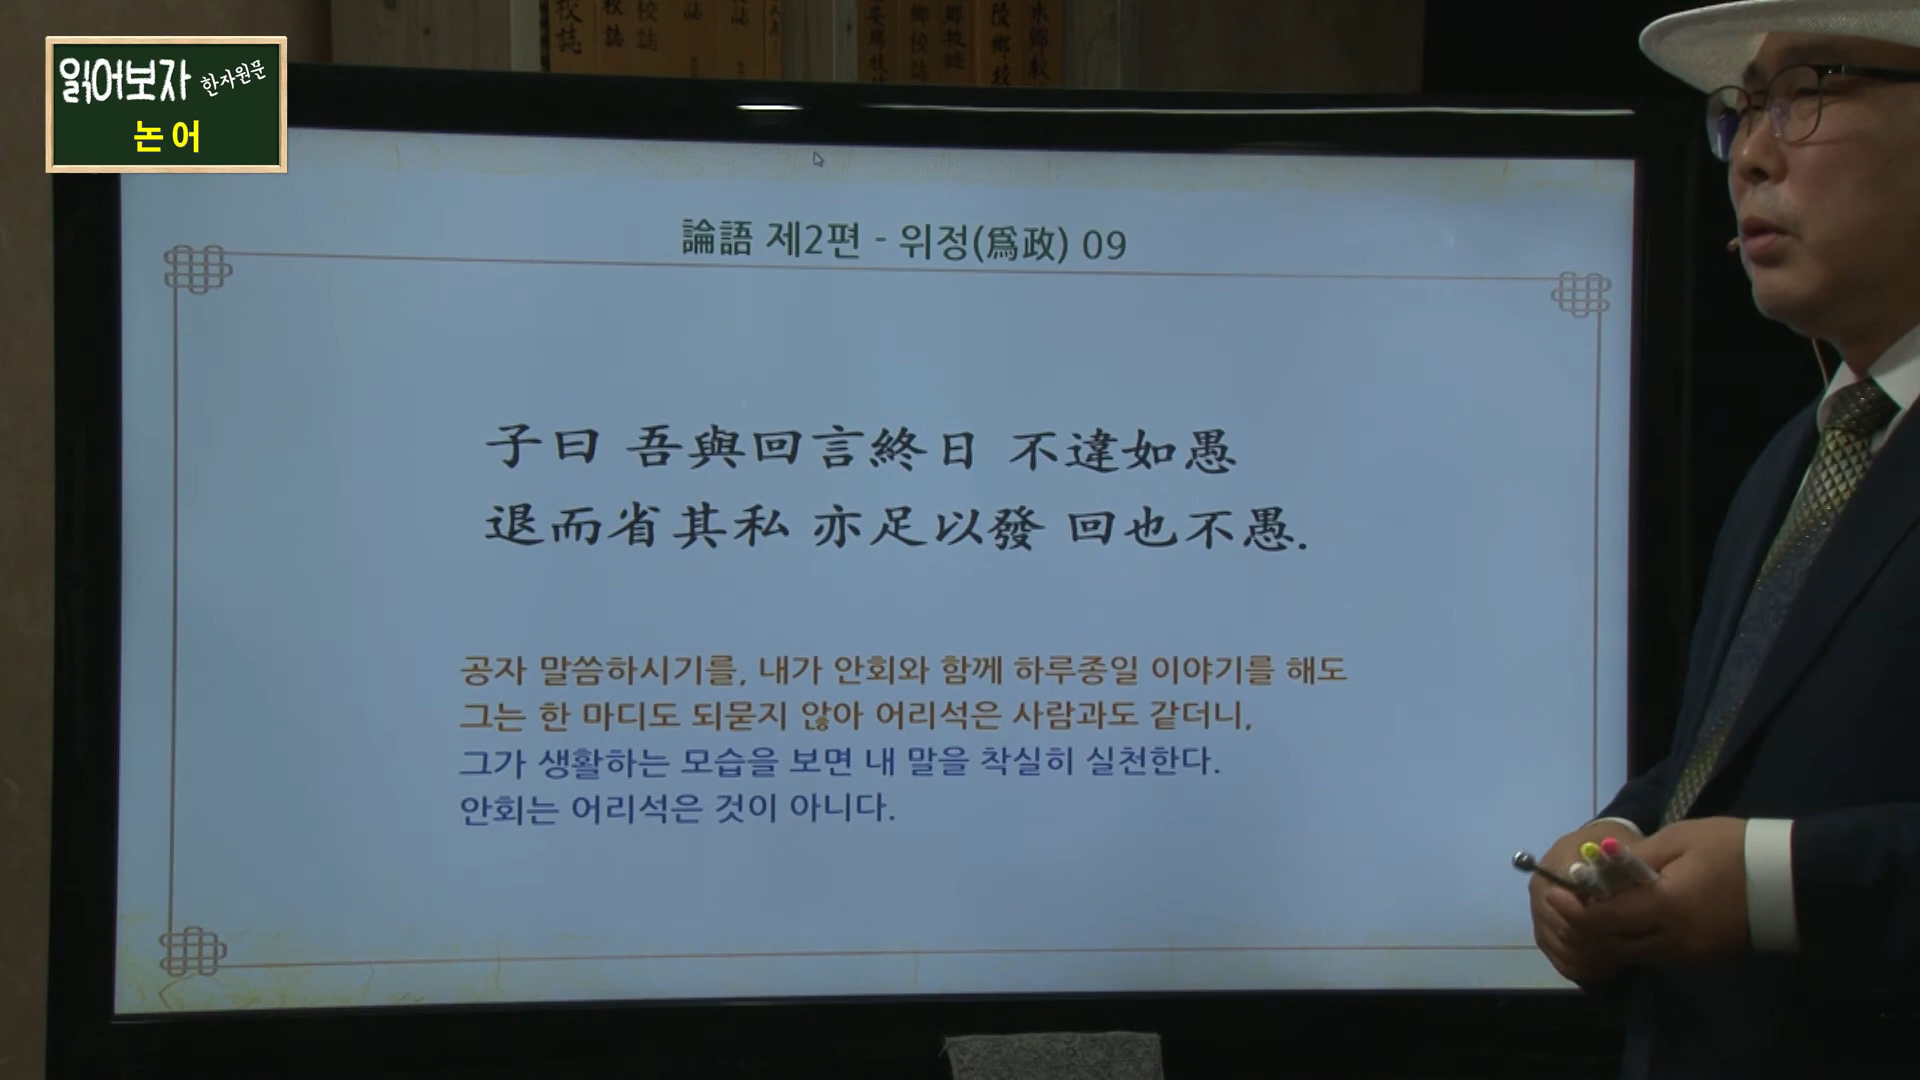 읽어보자 한자원문
논어
論語 제2편 - 위정(爲政) 09
子曰 吾與回言終日 不違如愚
退而省其私 亦足以發 回也不愚.
공자 말씀하시기를, 내가 안회와 함께 하루종일 이야기를 해도
그는 한 마디도 되묻지 않아 어리석은 사람과도 같더니,
그가 생활하는 모습을 보면 내 말을 착실히 실천한다.
안회는 어리석은 것이 아니다.